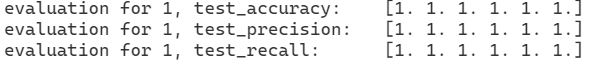 evaluation for 1, test_accuracy:    [1. 1. 1. 1. 1. 1.]
evaluation for 1, test_precision:   [1. 1. 1. 1. 1. 1.]
evaluation for 1, test_recall:      [1. 1. 1. 1. 1. 1.]